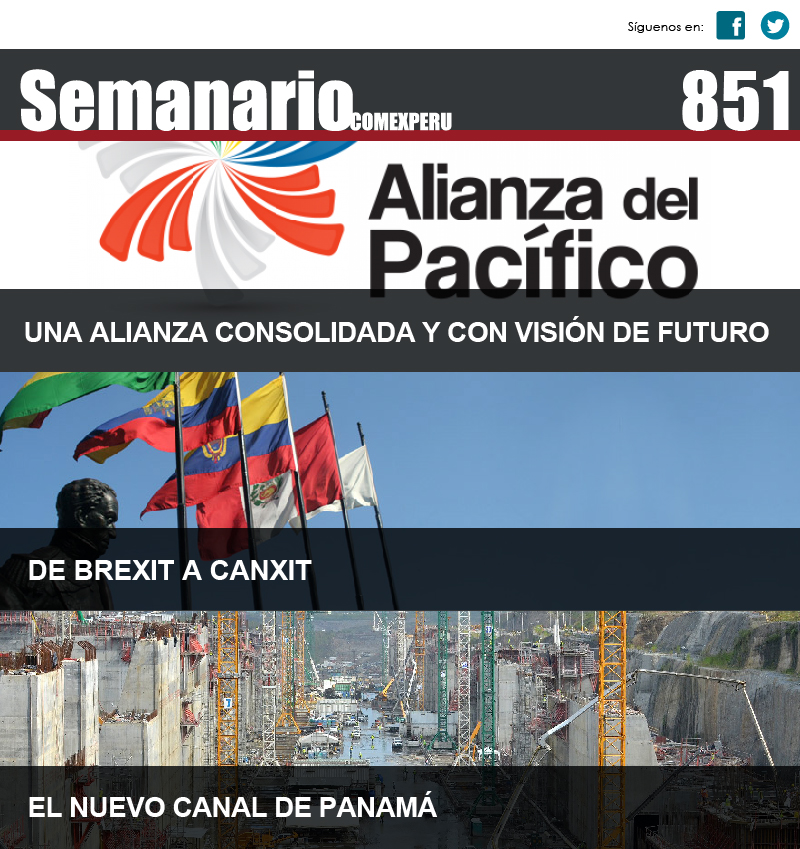 Síguenos en:
Semanario COMEXPERU 851
Alianza del
Pacífico
UNA ALIANZA CONSOLIDADA Y CON VISIÓN DE FUTURO
DE BREXIT A CANXIT
EL NUEVO CANAL DE PANAMÁ